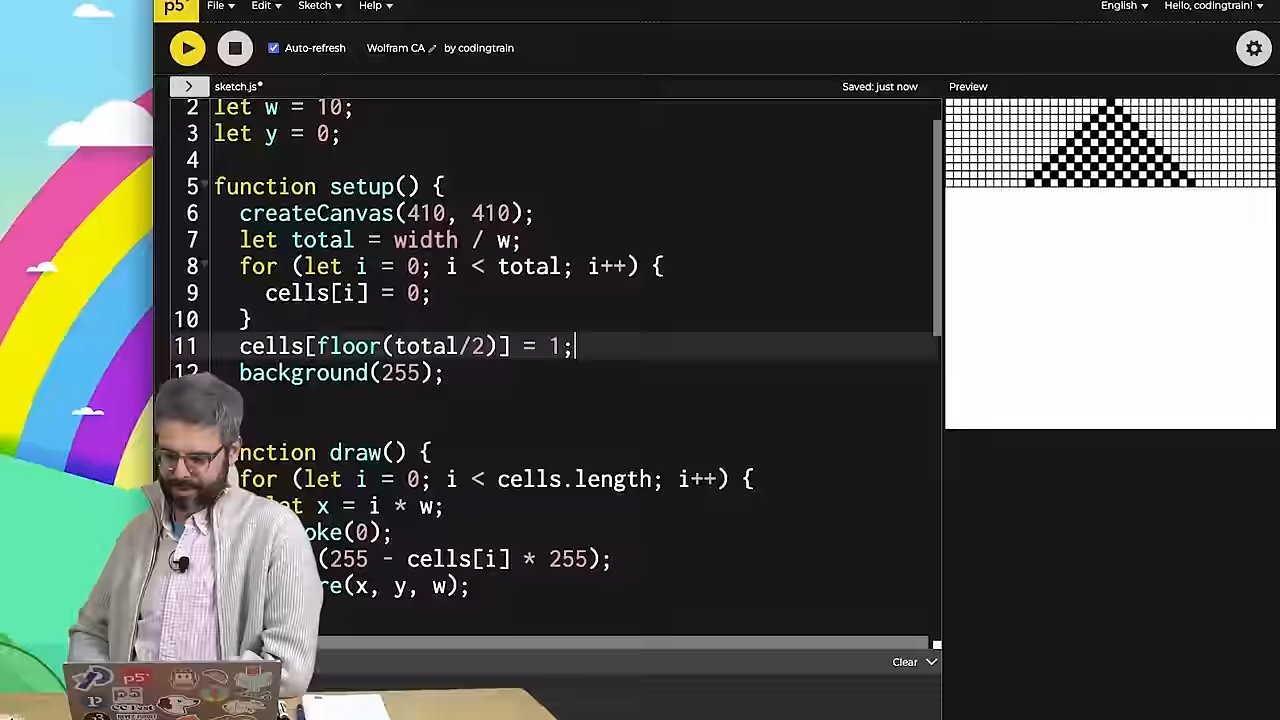 p5*
File Edit Sketch Help
English Hello, codingtrain!
Auto-refresh
Wolfram CA by codingtrain
> sketch.js*
Saved: just now
Preview
2 let w = 10;
3 let y = 0;
4
5 function setup() {
6 createCanvas(410, 410);
7 let total = width / w;
8 for (let i = 0; i < total; i++) {
9 cells[i] = 0;
10 }
11 cells[floor(total/2)] = 1;
12 background(255);
nction draw() {
for (let i = 0; i < cells.length; i++) {
et x = i * w;
oke(0);
(255 - cells[i] * 255);
re(x, y, w);
Clear
p5*